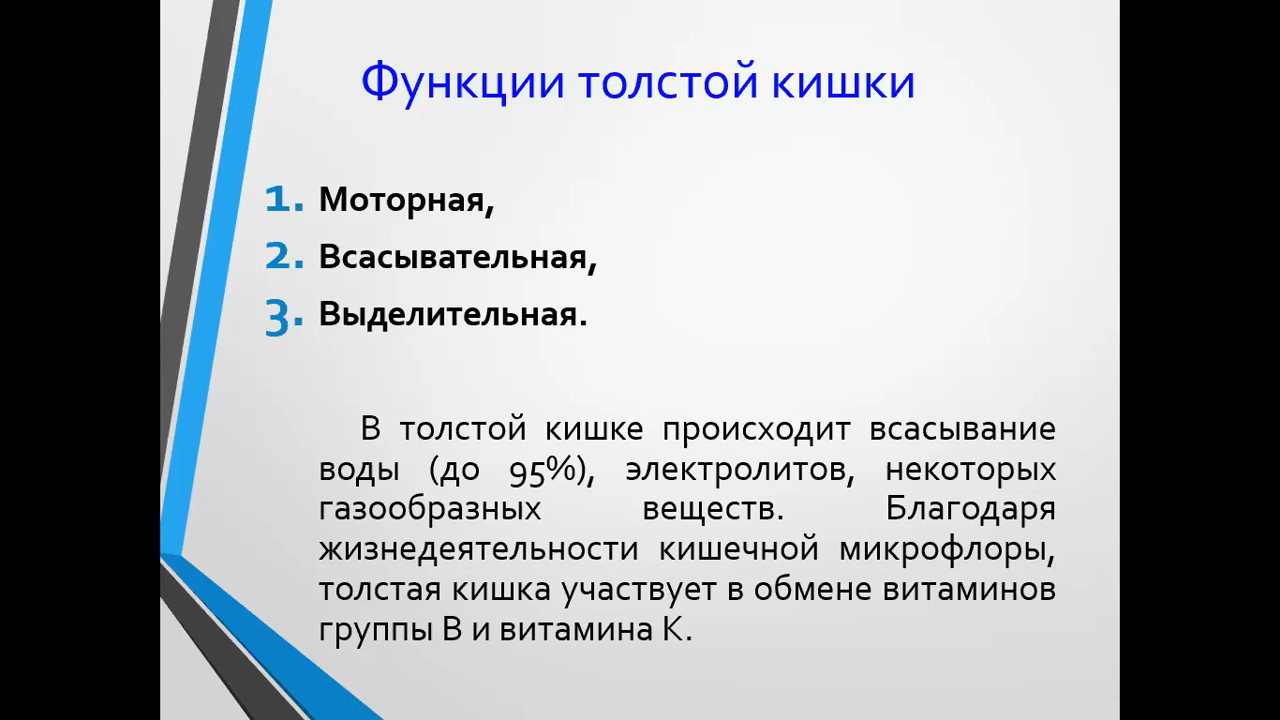 Функции толстой кишки
1. Моторная,
2. Всасывательная,
3. Выделительная.
В толстой кишке происходит всасывание
воды (до 95%), электролитов, некоторых
газообразных веществ. Благодаря
жизнедеятельности кишечной микрофлоры,
толстая кишка участвует в обмене витаминов
группы В и витамина К.